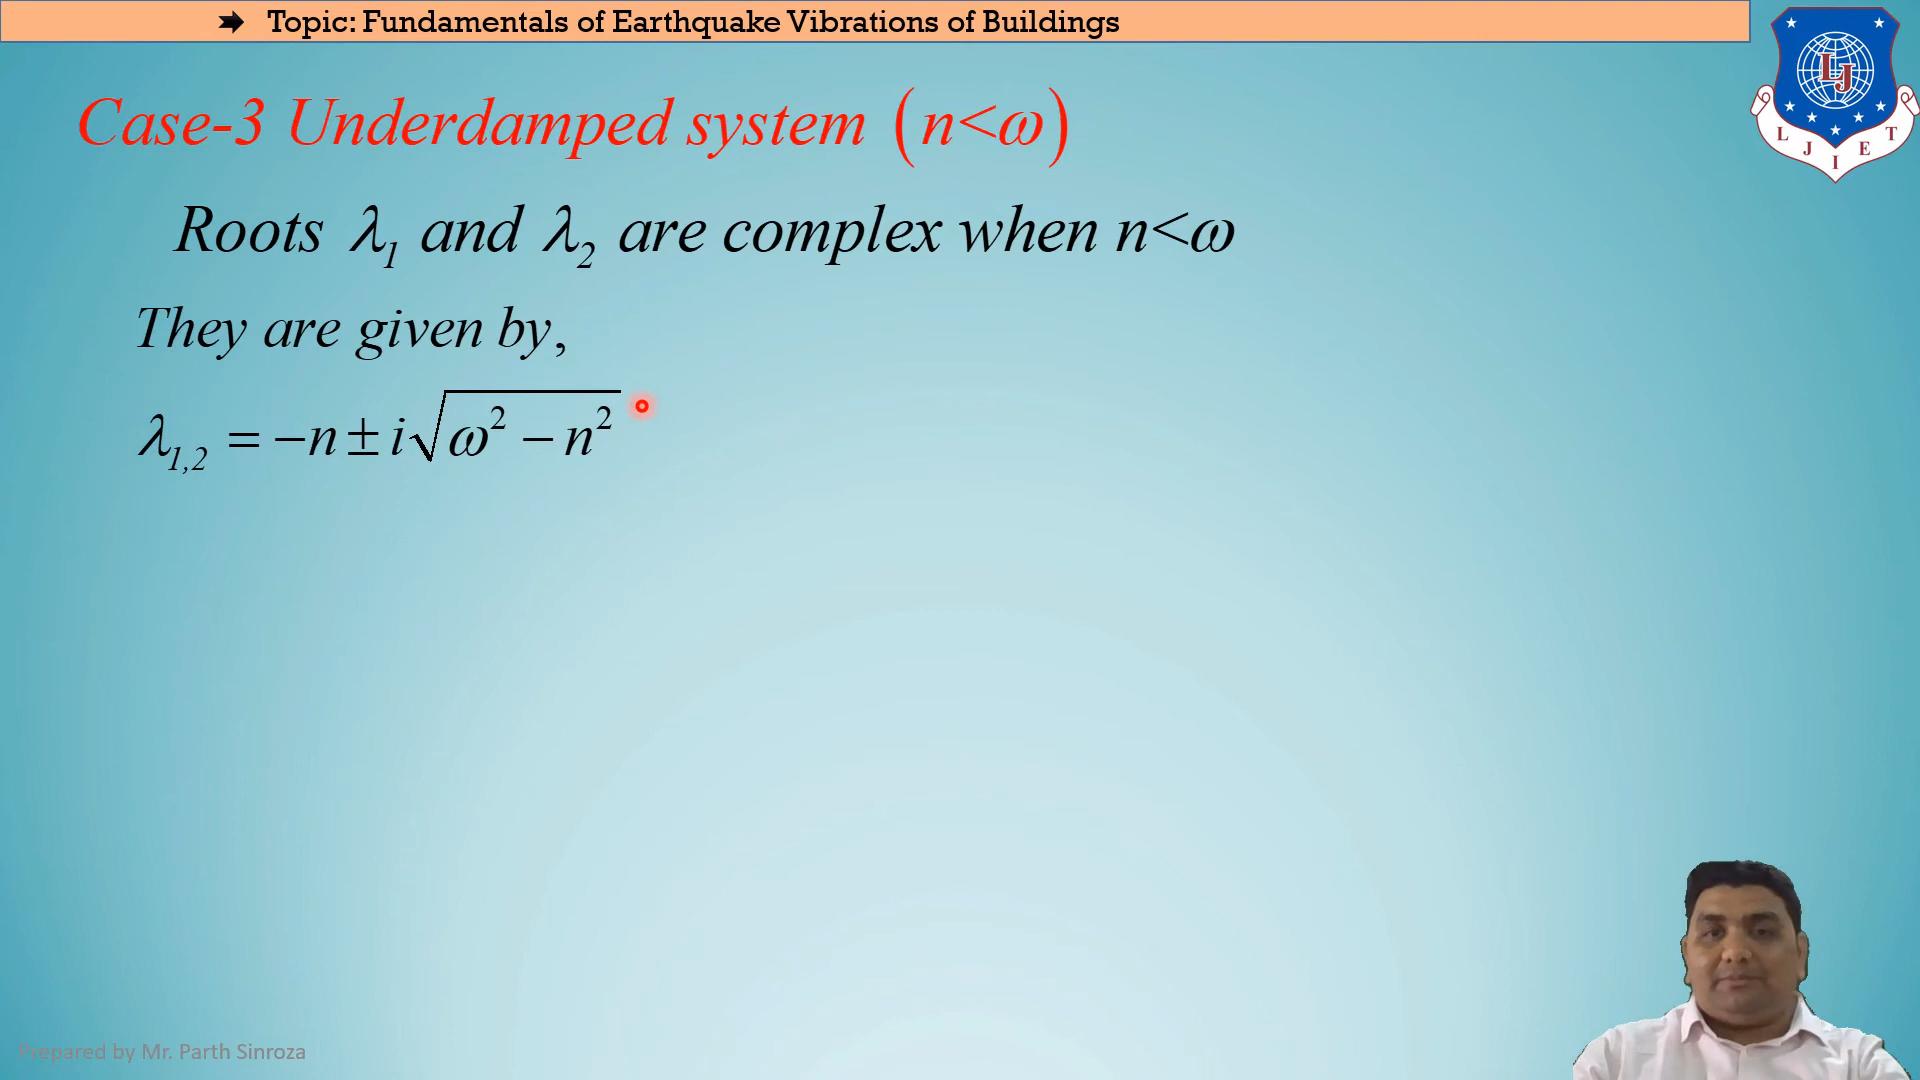 ➔ Topic: Fundamentals of Earthquake Vibrations of Buildings
LJ
L J I E T
Case-3 Underdamped system (n<ω)
Roots λ₁ and λ₂ are complex when n<ω
They are given by,
λ₁,₂ = −n ± i√(ω² − n²)
Prepared by Mr. Parth Sinroza